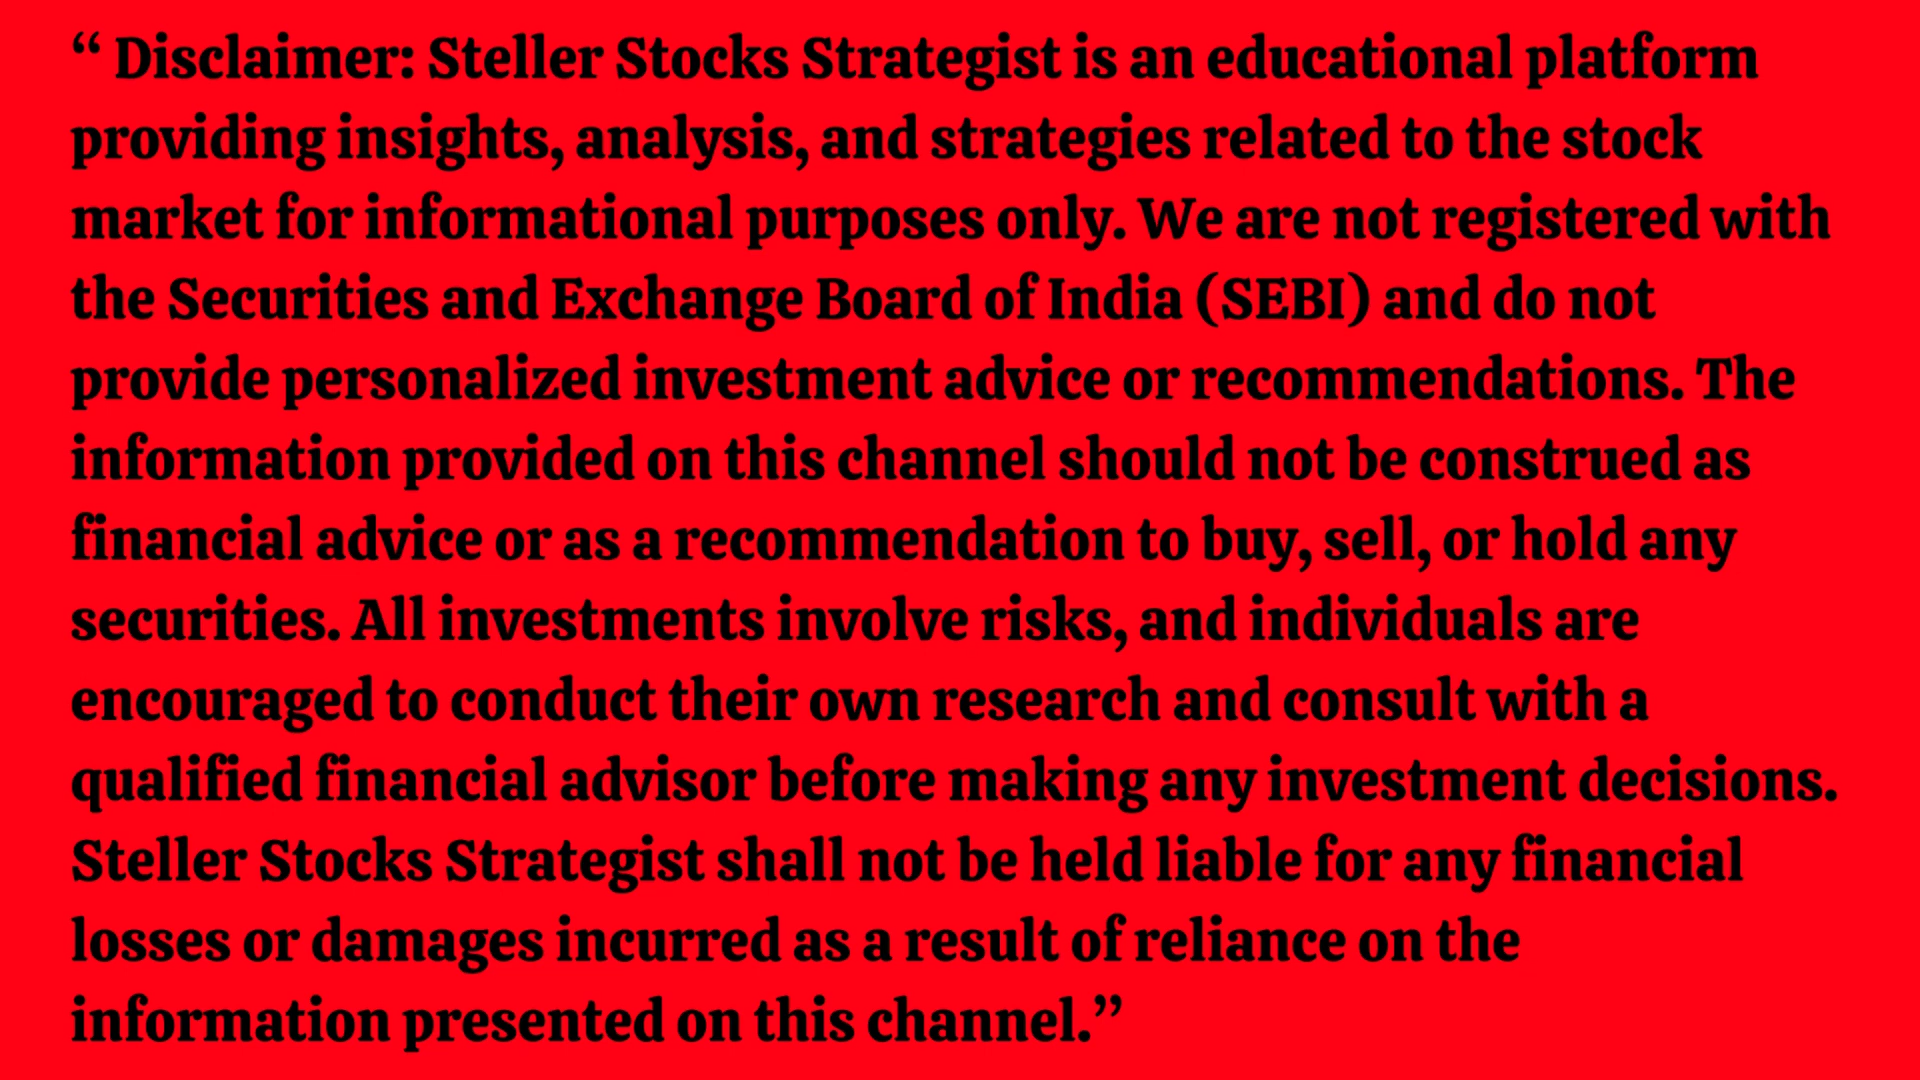 “ Disclaimer: Steller Stocks Strategist is an educational platform
providing insights, analysis, and strategies related to the stock
market for informational purposes only. We are not registered with
the Securities and Exchange Board of India (SEBI) and do not
provide personalized investment advice or recommendations. The
information provided on this channel should not be construed as
financial advice or as a recommendation to buy, sell, or hold any
securities. All investments involve risks, and individuals are
encouraged to conduct their own research and consult with a
qualified financial advisor before making any investment decisions.
Steller Stocks Strategist shall not be held liable for any financial
losses or damages incurred as a result of reliance on the
information presented on this channel.”